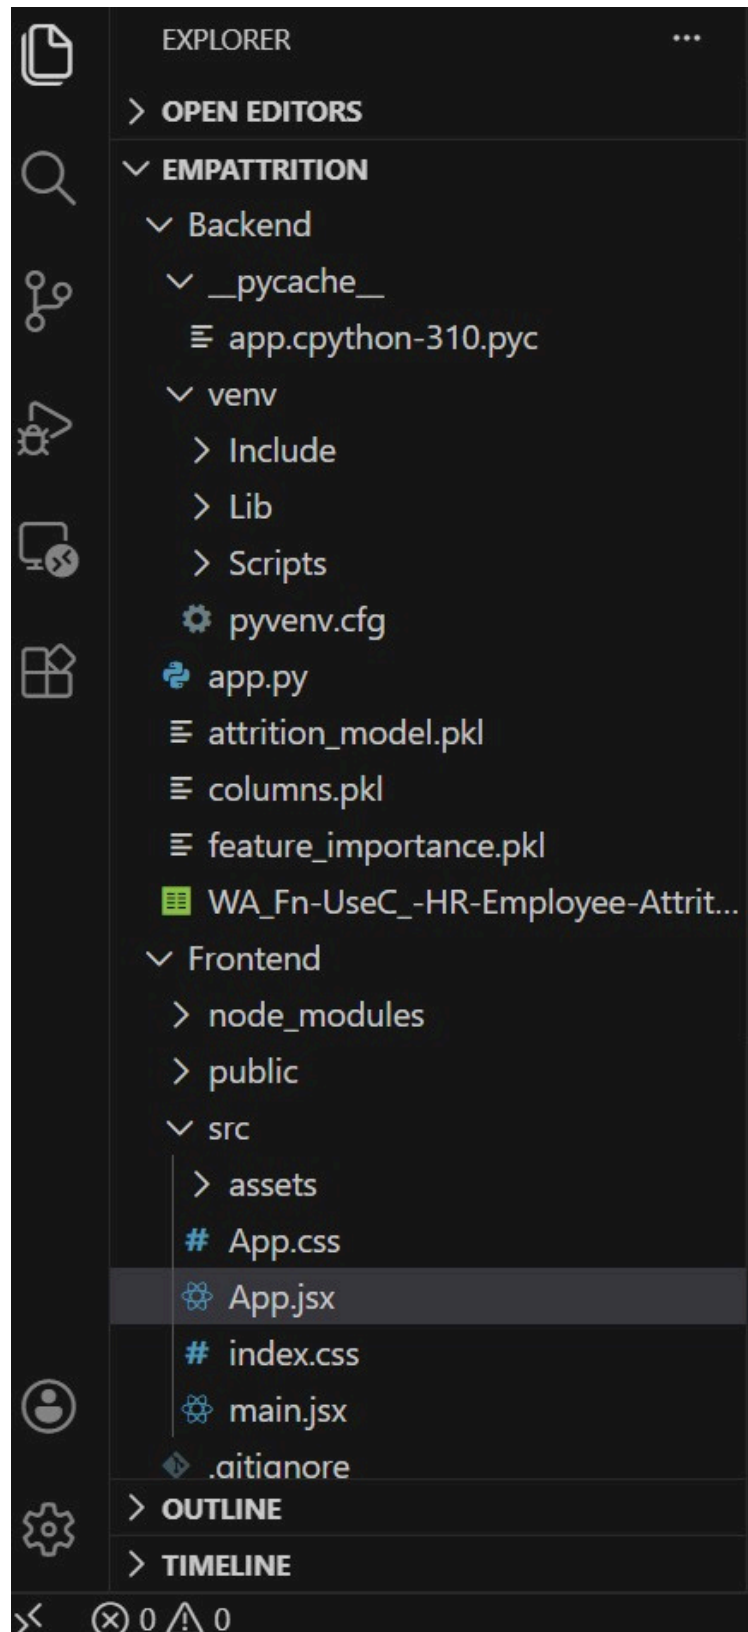 EXPLORER
OPEN EDITORS
EMPATTRITION
Backend
__pycache__
app.cpython-310.pyc
venv
Include
Lib
Scripts
pyvenv.cfg
app.py
attrition_model.pkl
columns.pkl
feature_importance.pkl
WA_Fn-UseC_-HR-Employee-Attrit...
Frontend
node_modules
public
src
assets
App.css
App.jsx
index.css
main.jsx
.gitignore
OUTLINE
TIMELINE
0 0